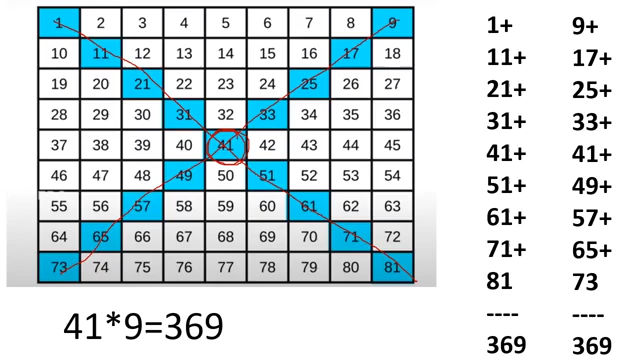 1 2 3 4 5 6 7 8 9
10 11 12 13 14 15 16 17 18
19 20 21 22 23 24 25 26 27
28 29 30 31 32 33 34 35 36
37 38 39 40 41 42 43 44 45
46 47 48 49 50 51 52 53 54
55 56 57 58 59 60 61 62 63
64 65 66 67 68 69 70 71 72
73 74 75 76 77 78 79 80 81
41*9=369
1+ 9+
11+ 17+
21+ 25+
31+ 33+
41+ 41+
51+ 49+
61+ 57+
71+ 65+
81 73
---- ----
369 369